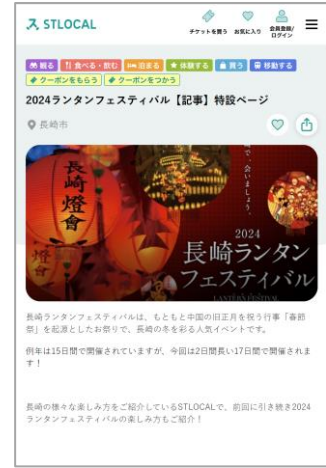 STLOCAL
チケットを買う お気に入り 会員登録/
ログイン
観る 食べる・飲む 泊まる 体験する 買う 移動する
クーポンをもらう クーポンをつかう
2024ランタンフェスティバル【記事】特設ページ
長崎市
長崎燈會
で、会いましょう。
2024
長崎ランタン
フェスティバル
LANTERN FESTIVAL
長崎ランタンフェスティバルは、もともと中国の旧正月を祝う行事「春節
祭」を起源としたお祭りで、長崎の冬を彩る人気イベントです。
例年は15日間で開催されていますが、今回は2日間長い17日間で開催されま
す！
長崎の様々な楽しみ方をご紹介しているSTLOCALで、前回に引き続き2024
ランタンフェスティバルの楽しみ方もご紹介！